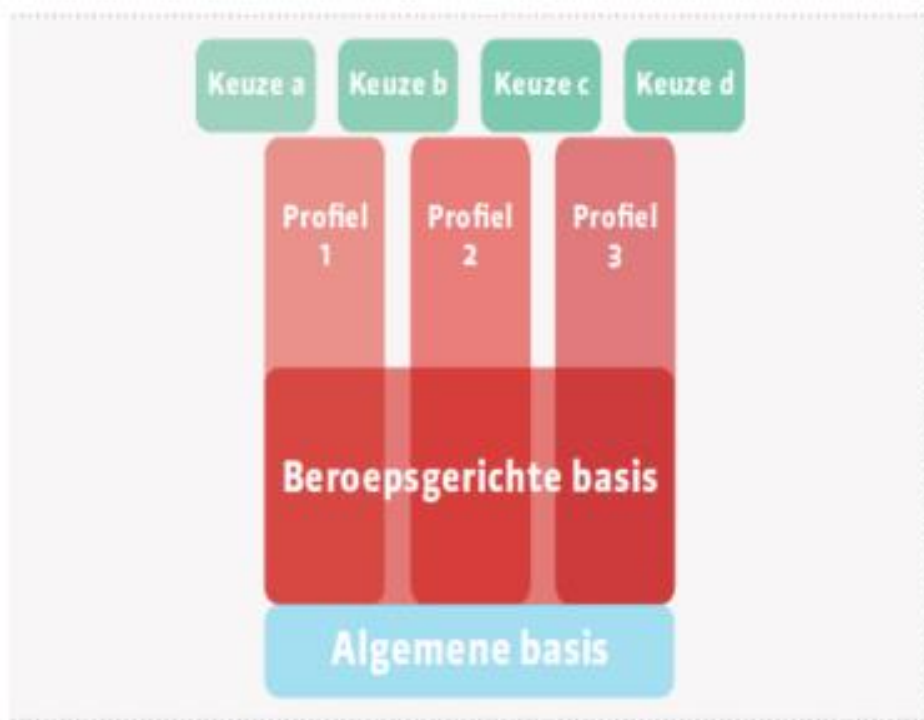 Keuze a
Keuze b
Keuze c
Keuze d
Profiel
1
Profiel
2
Profiel
3
Beroepsgerichte basis
Algemene basis